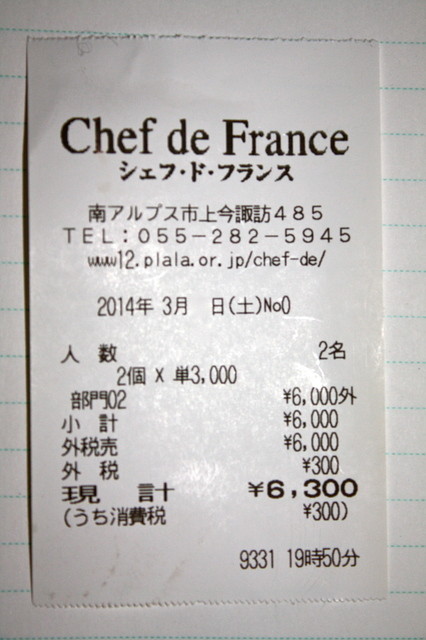 Chef de France
シェフ・ド・フランス
南アルプス市上今諏訪485
TEL:055-282-5945
www12.plala.or.jp/chef-de/
2014年 3月 日(土)No0
人 数 2名
2個 X 単3,000
部門02 ¥6,000外
小 計 ¥6,000
外税売 ¥6,000
外 税 ¥300
現 計 ¥6,300
(うち消費税 ¥300)
9331 19時50分